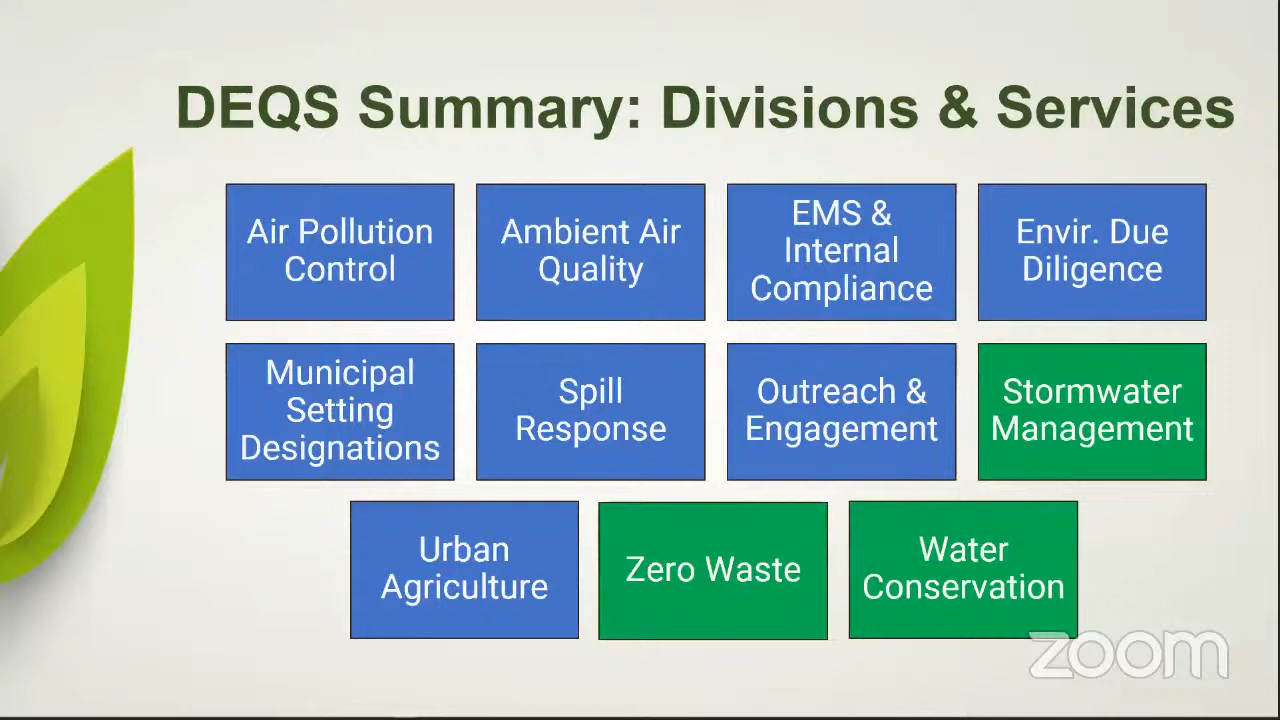 DEQS Summary: Divisions & Services
Air Pollution
Control
Ambient Air
Quality
EMS &
Internal
Compliance
Envir. Due
Diligence
Municipal
Setting
Designations
Spill
Response
Outreach &
Engagement
Stormwater
Management
Urban
Agriculture
Zero Waste
Water
Conservation
zoom